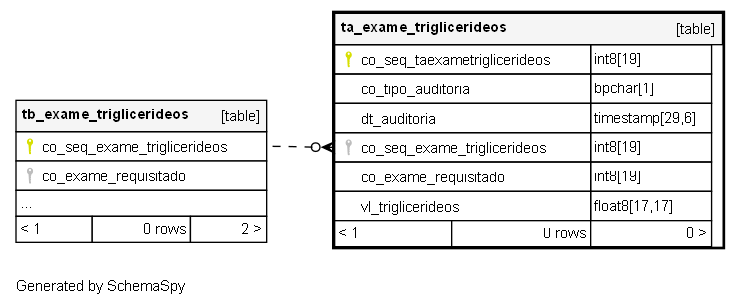 tb_exame_triglicerideos [table]
co_seq_exame_triglicerideos
co_exame_requisitado
...
< 1 0 rows 2 >
ta_exame_triglicerideos [table]
co_seq_taexametriglicerideos int8[19]
co_tipo_auditoria bpchar[1]
dt_auditoria timestamp[29,6]
co_seq_exame_triglicerideos int8[19]
co_exame_requisitado int8[19]
vl_triglicerideos float8[17,17]
< 1 0 rows 0 >
Generated by SchemaSpy